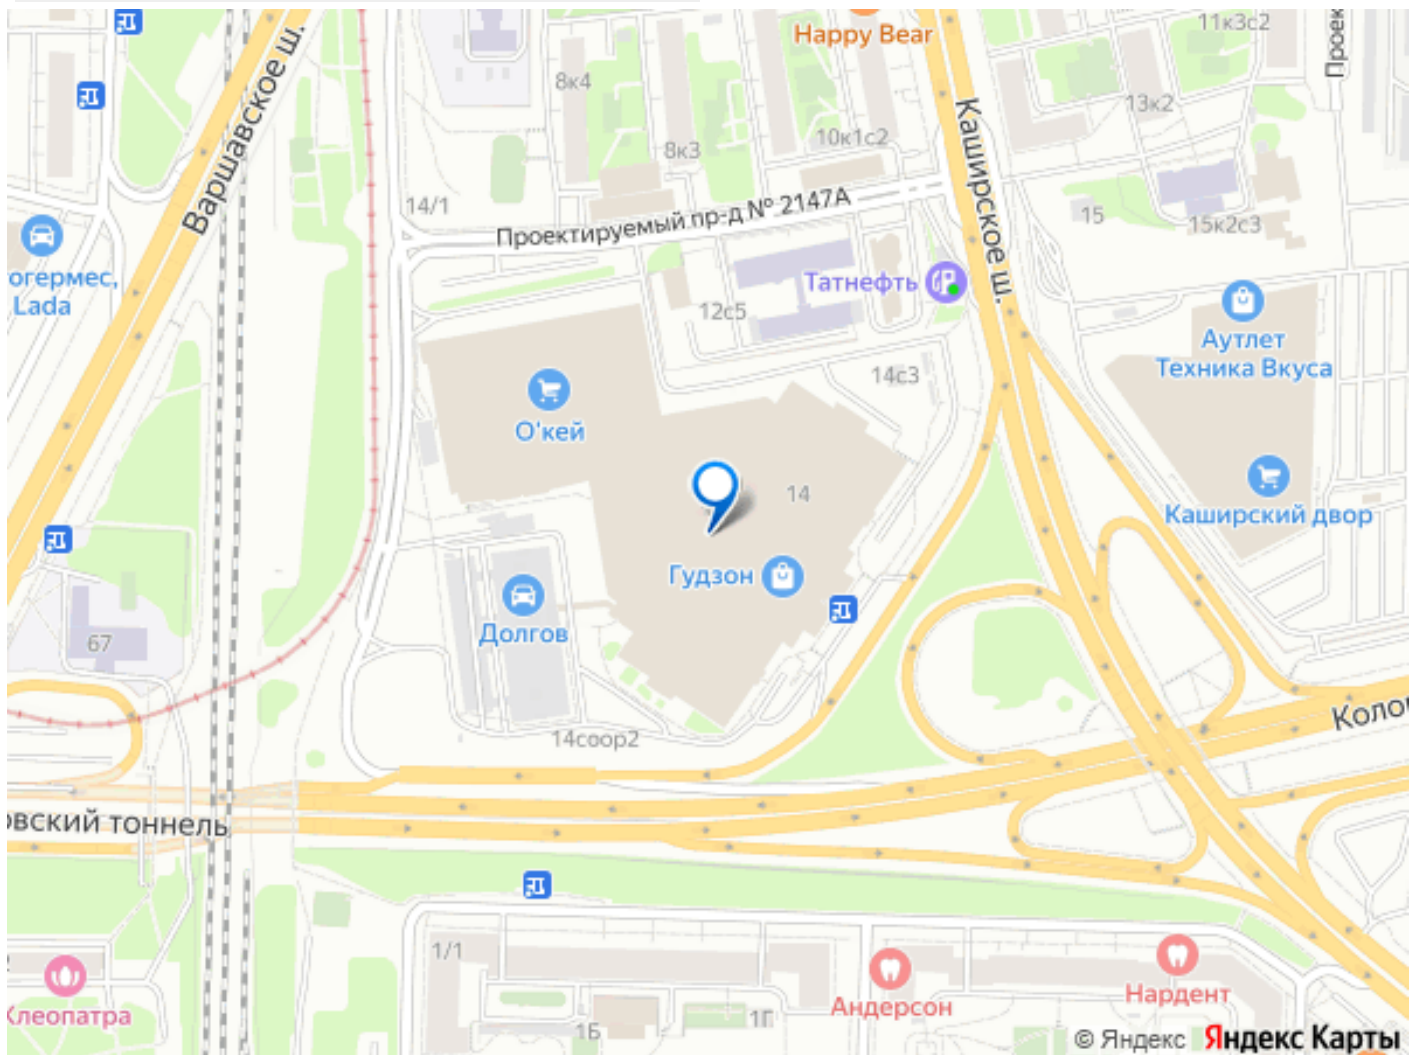 Happy Bear
11к3с2
Проек
Варшавское ш.
8к4
13к2
Каширское ш.
8к3
10к1с2
14/1
Проектируемый пр-д № 2147А
15
15к2с3
огермес,
Lada
Татнефть
12с5
Аутлет
Техника Вкуса
14с3
О'кей
14
Каширский двор
Гудзон
Долгов
67
14соор2
Коло
овский тоннель
1/1
Андерсон
Нардент
Клеопатра
1Б
1Г
© Яндекс Яндекс Карты